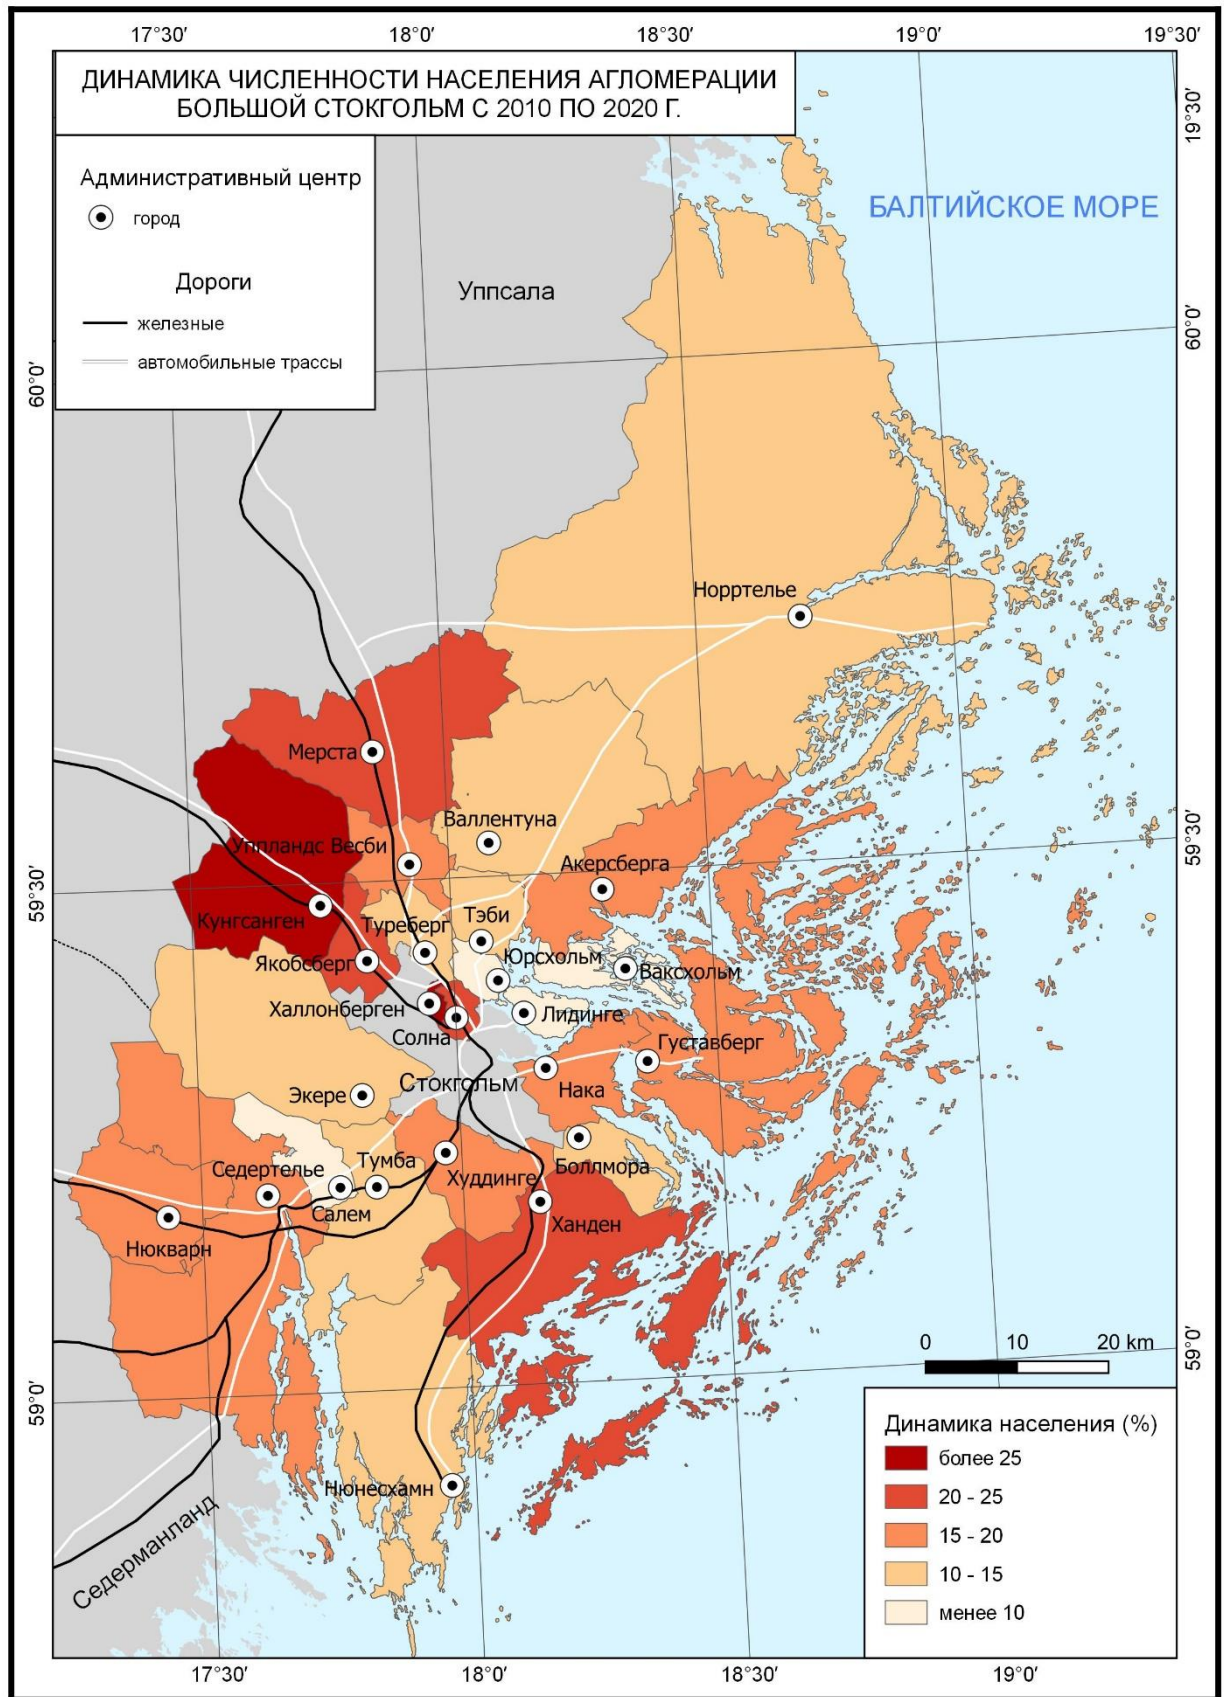 17°30′
18°0′
18°30′
19°0′
19°30′
ДИНАМИКА ЧИСЛЕННОСТИ НАСЕЛЕНИЯ АГЛОМЕРАЦИИ
БОЛЬШОЙ СТОКГОЛЬМ С 2010 ПО 2020 Г.
19°30′
Административный центр
город
БАЛТИЙСКОЕ МОРЕ
Дороги
Уппсала
железные
60°0′
автомобильные трассы
60°0′
Норртелье
Мерста
Валлентуна
59°30′
Уппландс Весби
Акерсберга
59°30′
Кунгсанген
Туреберг
Тэби
Якобсберг
Юрсхольм
Ваксхольм
Халлонберген
Лидинге
Солна
Густавберг
Стокгольм
Экере
Нака
Седертелье
Тумба
Боллмора
Худдинге
Салем
Ханден
Нюкварн
0 10 20 km
59°0′
59°0′
Динамика населения (%)
более 25
Нюнесхамн
20 - 25
15 - 20
Седерманланд
10 - 15
менее 10
17°30′
18°0′
18°30′
19°0′